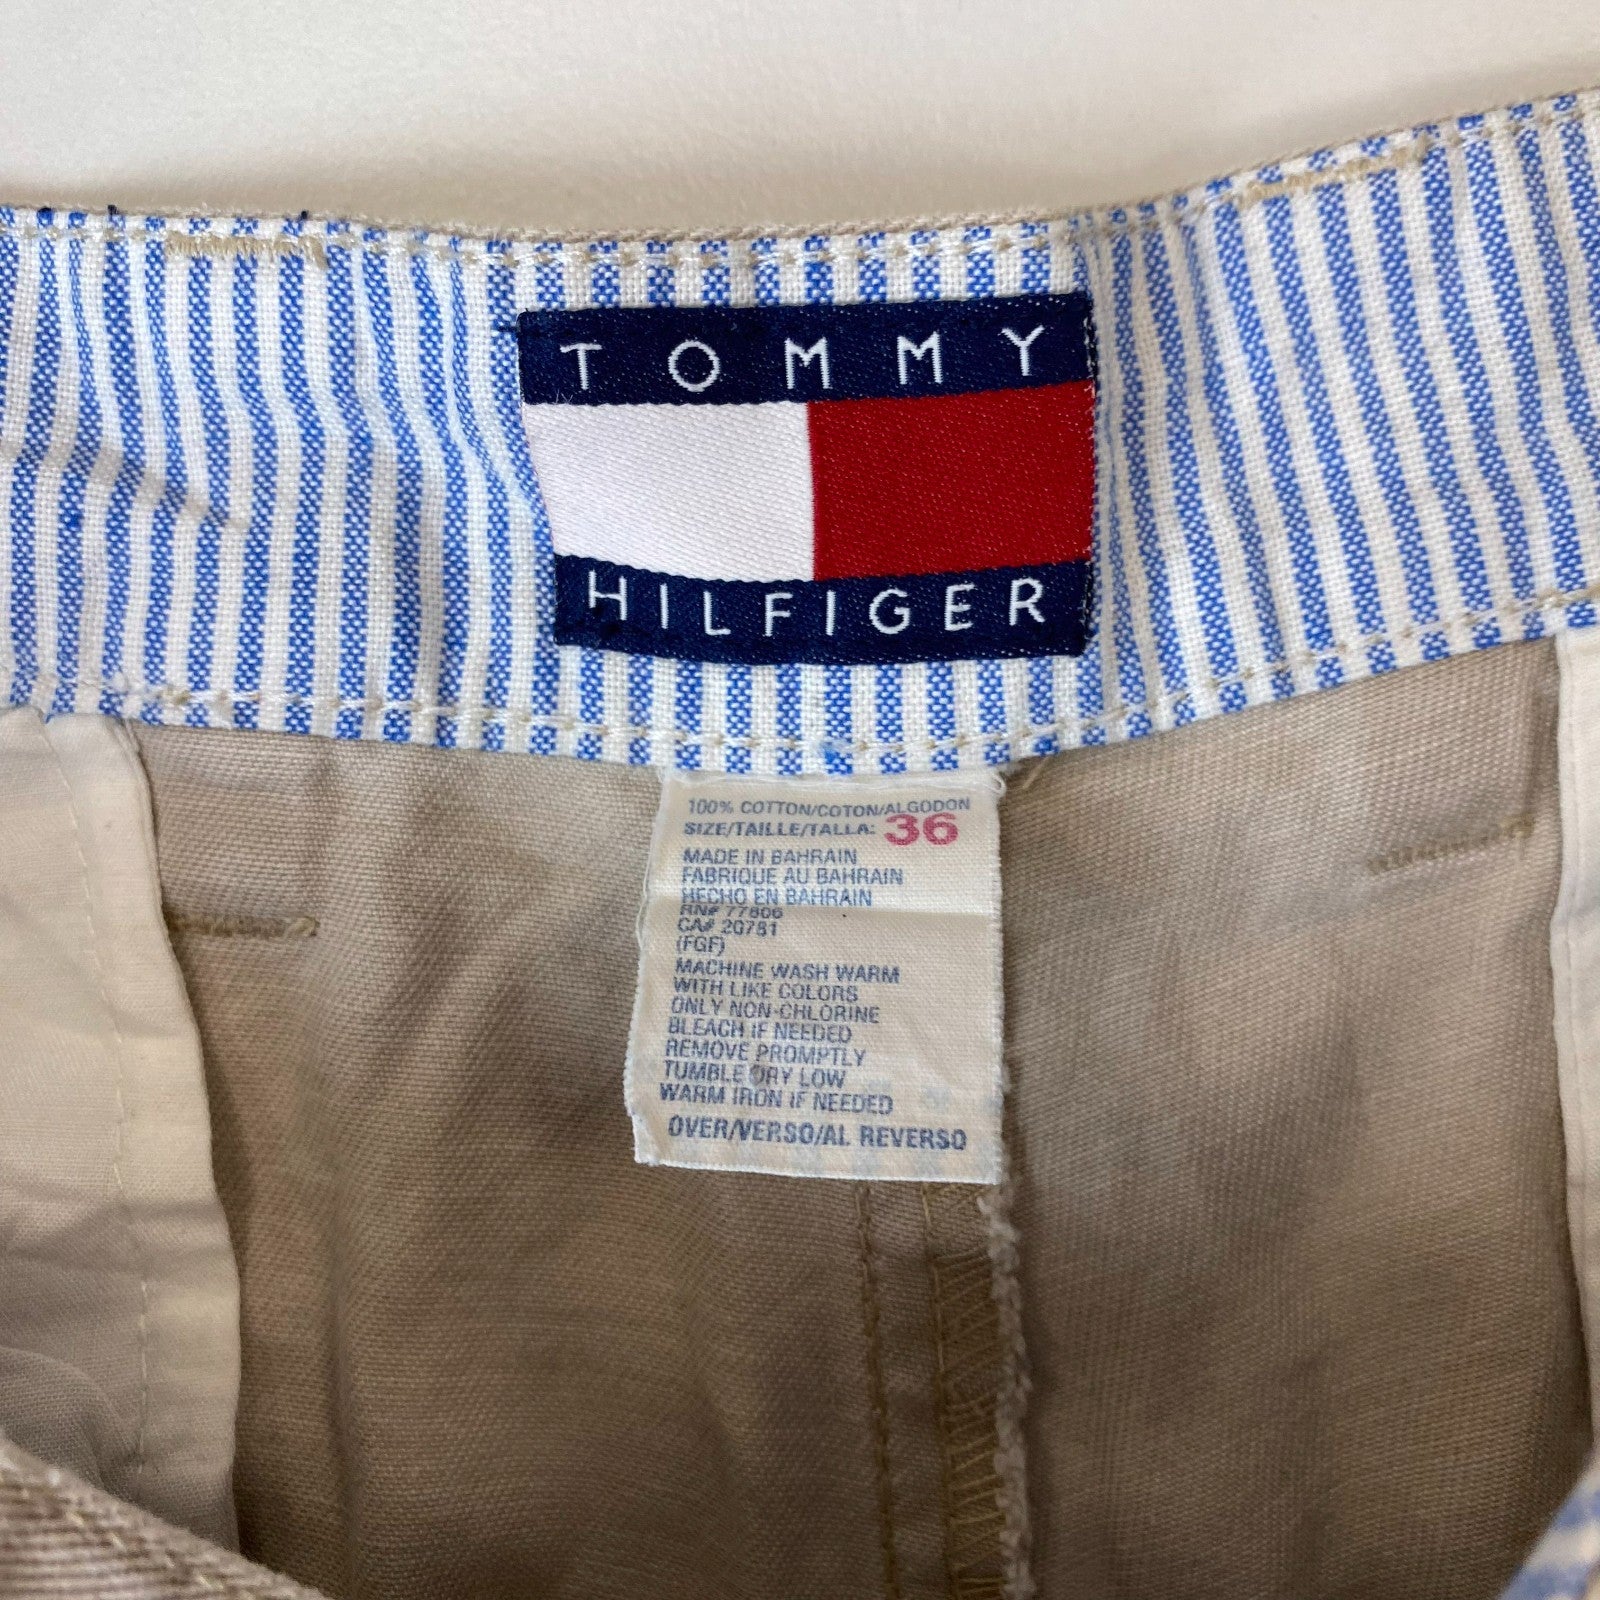 TOMMY
HILFIGER
100% COTTON/COTON/ALGODON
SIZE/TAILLE/TALLA: 36
MADE IN BAHRAIN
FABRIQUE AU BAHRAIN
HECHO EN BAHRAIN
RN# 77806
CA# 20781
(FGF)
MACHINE WASH WARM
WITH LIKE COLORS
ONLY NON-CHLORINE
BLEACH IF NEEDED
REMOVE PROMPTLY
TUMBLE DRY LOW
WARM IRON IF NEEDED
OVER/VERSO/AL REVERSO